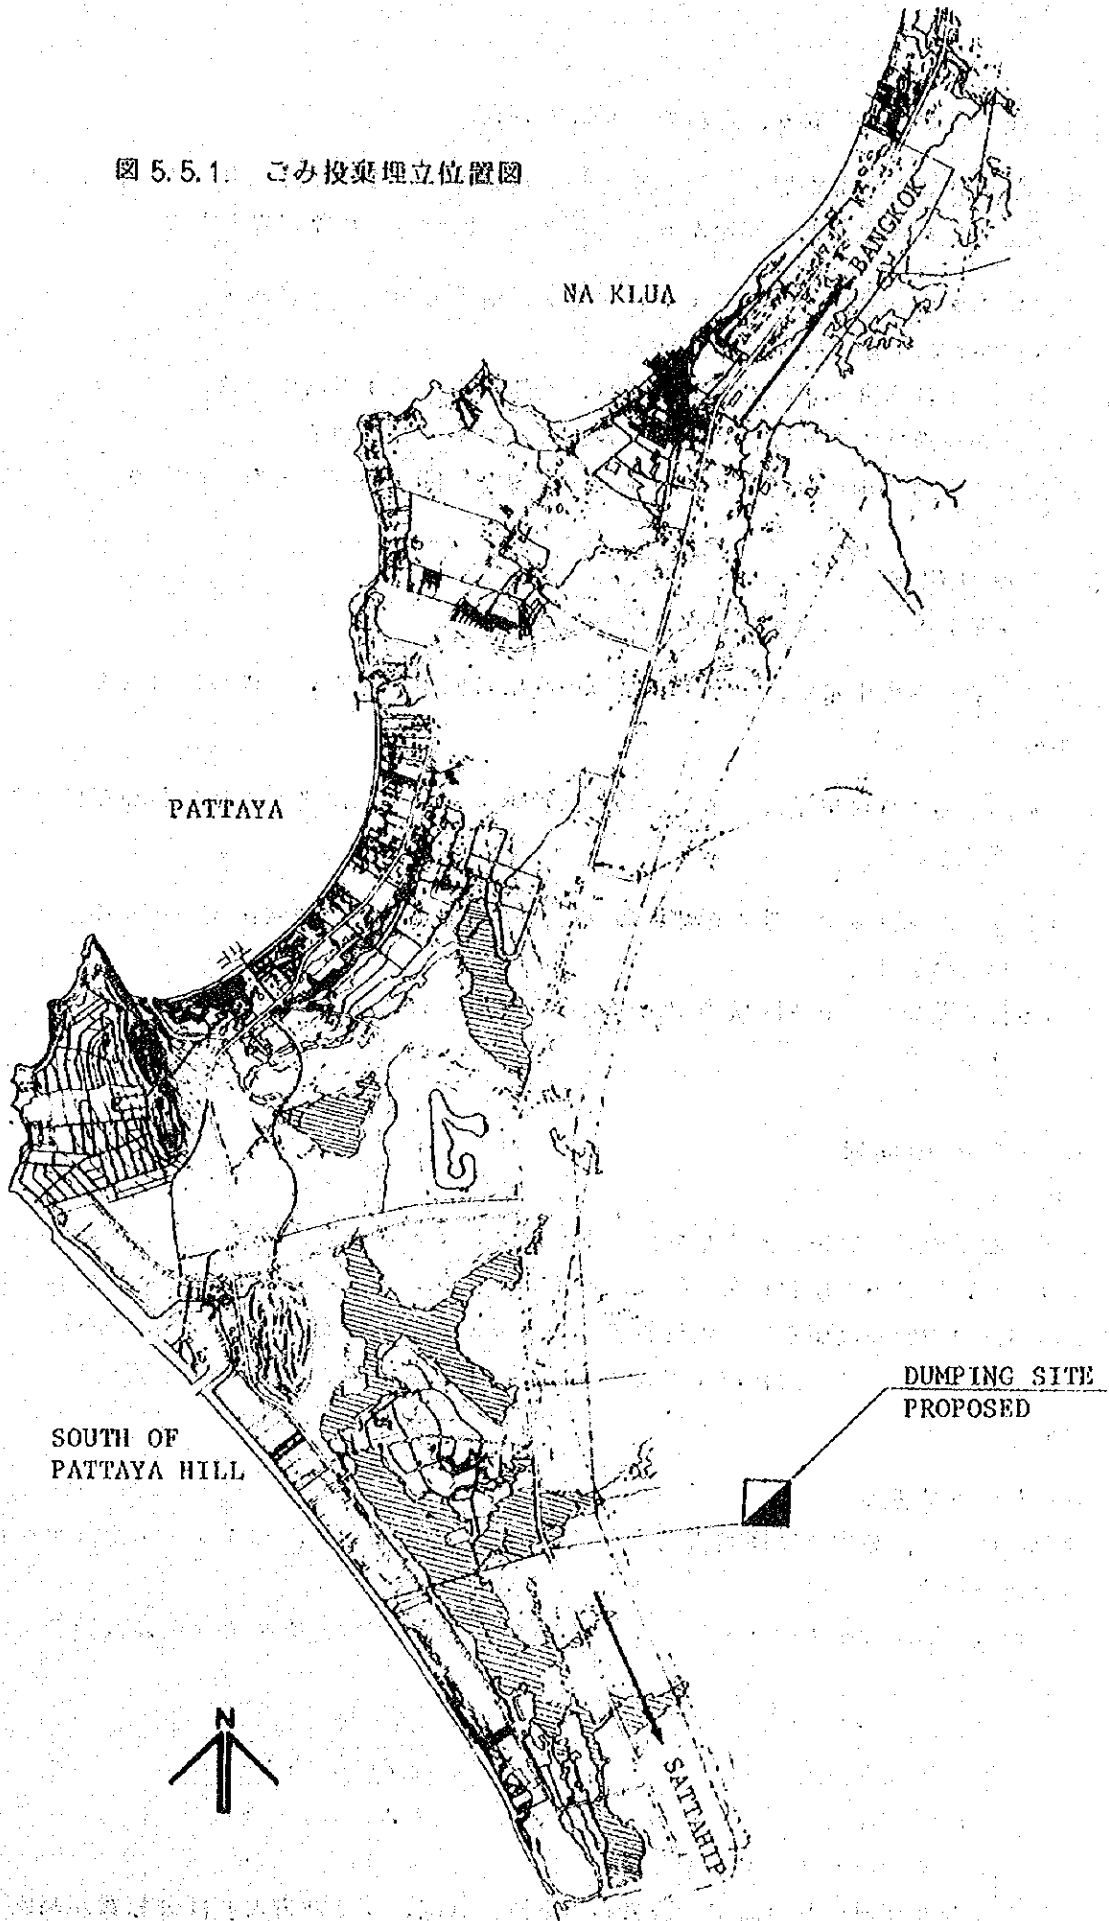 図 5.5.1. ごみ投棄埋立位置図
BANGKOK
NA KLUA
PATTAYA
DUMPING SITE
PROPOSED
SOUTH OF
PATTAYA HILL
N
SATTAHIP